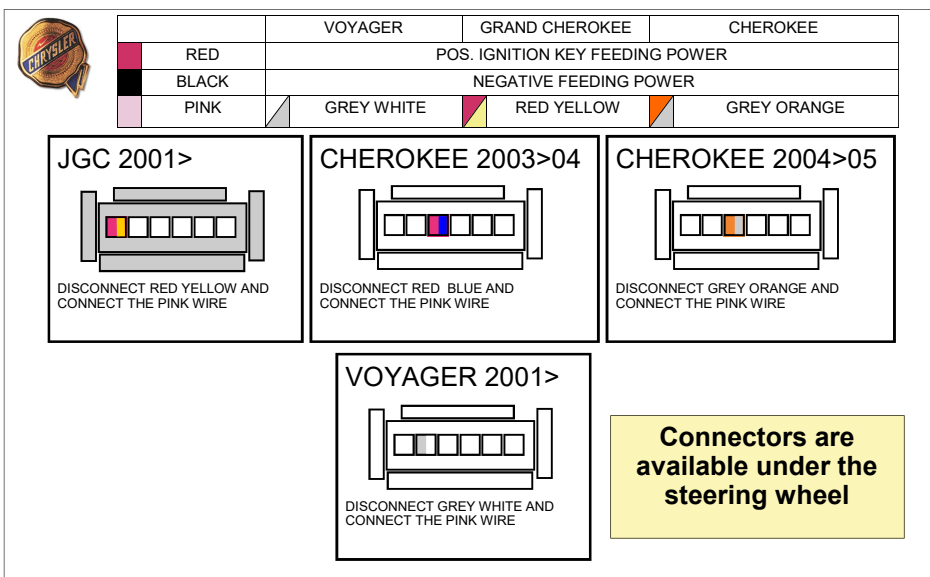 CHRYSLER
VOYAGER GRAND CHEROKEE CHEROKEE
RED POS. IGNITION KEY FEEDING POWER
BLACK NEGATIVE FEEDING POWER
PINK GREY WHITE RED YELLOW GREY ORANGE
JGC 2001>
DISCONNECT RED YELLOW AND
CONNECT THE PINK WIRE
CHEROKEE 2003>04
DISCONNECT RED BLUE AND
CONNECT THE PINK WIRE
CHEROKEE 2004>05
DISCONNECT GREY ORANGE AND
CONNECT THE PINK WIRE
VOYAGER 2001>
DISCONNECT GREY WHITE AND
CONNECT THE PINK WIRE
Connectors are
available under the
steering wheel